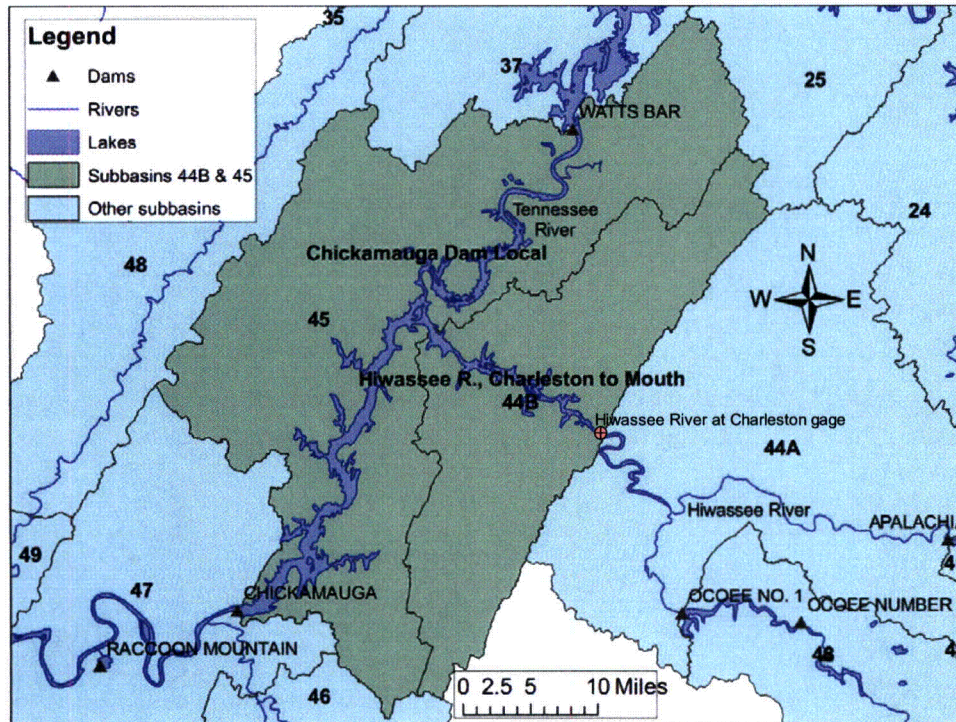 35
Legend
Dams
Rivers
Lakes
Subbasins 44B & 45
Other subbasins
37
25
WATTS BAR
Tennessee
River
24
48
Chickamauga Dam Local
N
W E
S
45
Hiwassee R., Charleston to Mouth
44B
Hiwassee River at Charleston gage
44A
Hiwassee River
APALACHIA
49
47
CHICKAMAUGA
OCOEE NO. 1
OCOEE NUMBER
RACCOON MOUNTAIN
46
0 2.5 5 10 Miles